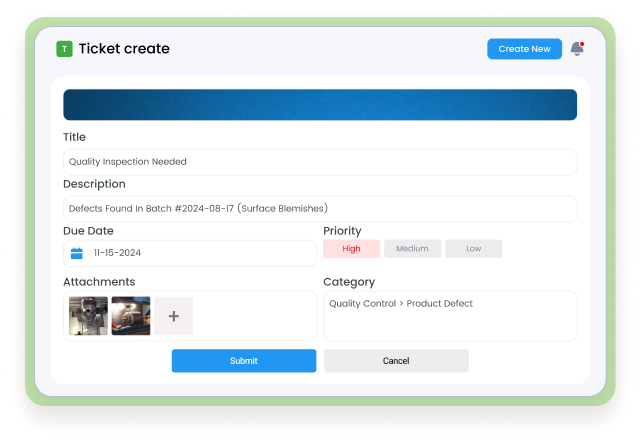 T Ticket create
Create New
Title
Quality Inspection Needed
Description
Defects Found In Batch #2024-08-17 (Surface Blemishes)
Due Date
11-15-2024
Priority
High
Medium
Low
Attachments
+
Category
Quality Control > Product Defect
Submit
Cancel